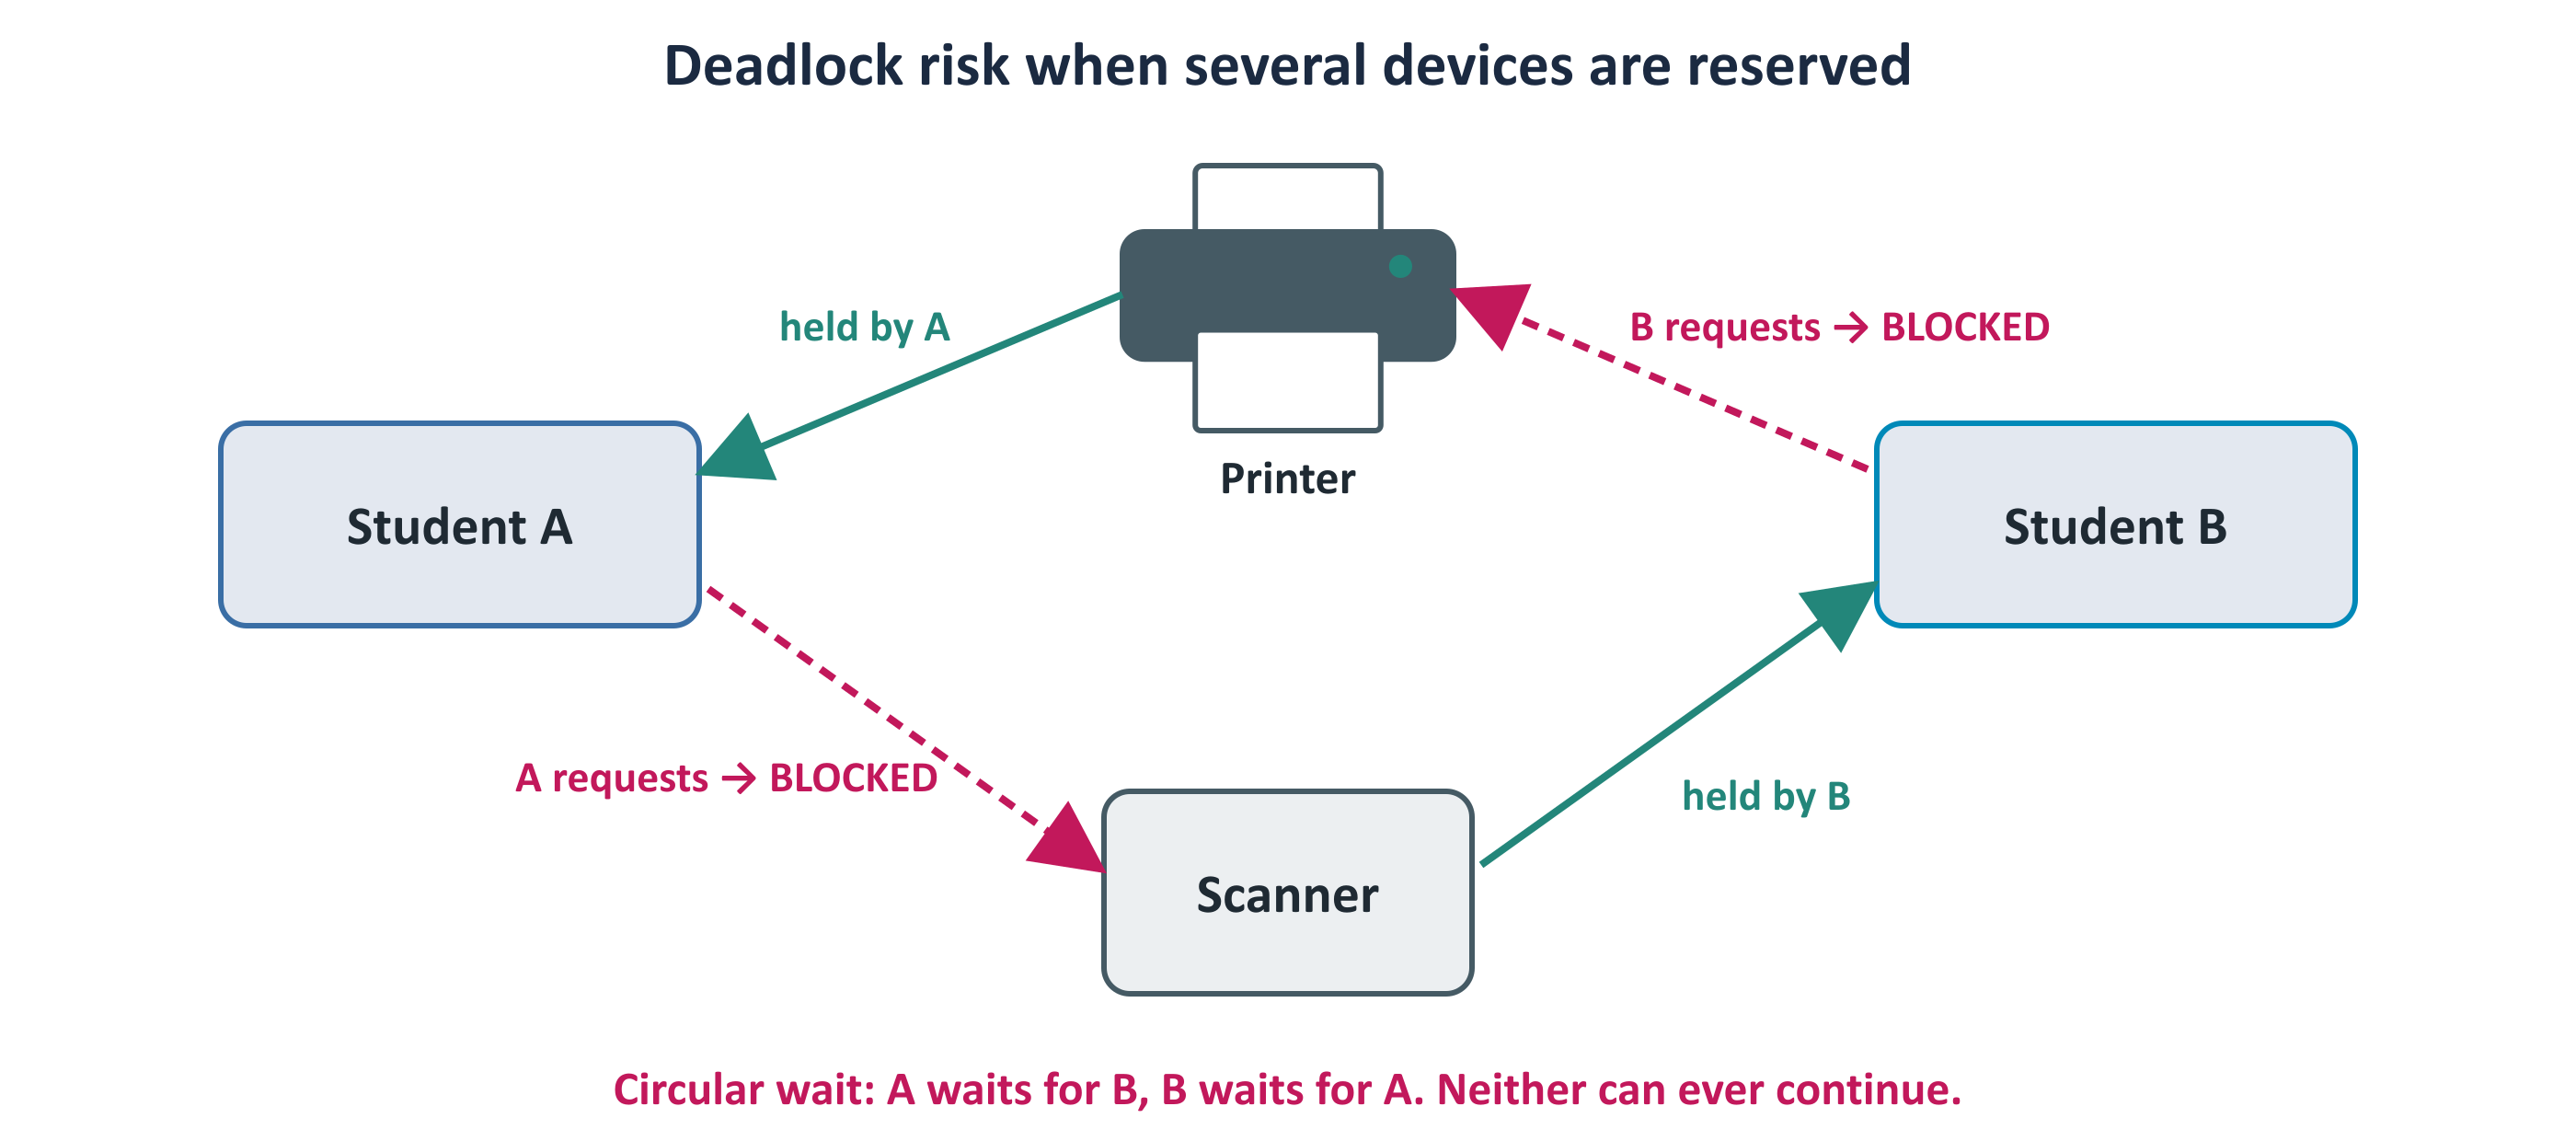 Deadlock risk when several devices are reserved
held by A
B requests → BLOCKED
Printer
Student A
Student B
A requests → BLOCKED
held by B
Scanner
Circular wait: A waits for B, B waits for A. Neither can ever continue.